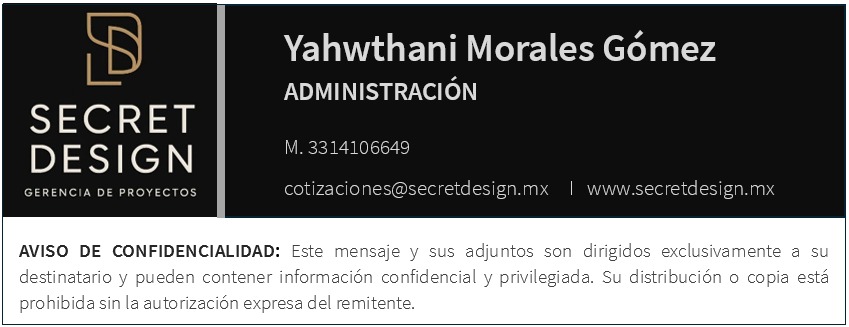 SECRET
DESIGN
GERENCIA DE PROYECTOS
Yahwthani Morales Gómez
ADMINISTRACIÓN
M. 3314106649
cotizaciones@secretdesign.mx | www.secretdesign.mx
AVISO DE CONFIDENCIALIDAD: Este mensaje y sus adjuntos son dirigidos exclusivamente a su
destinatario y pueden contener información confidencial y privilegiada. Su distribución o copia está
prohibida sin la autorización expresa del remitente.